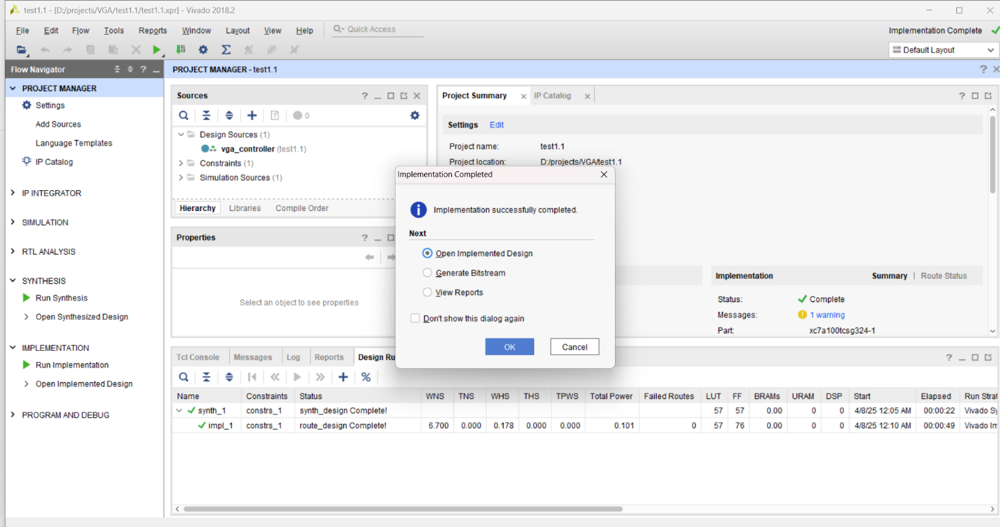 test1.1 - [D:/projects/VGA/test1.1/test1.1.xpr] - Vivado 2018.2
File Edit Flow Tools Reports Window Layout View Help Quick Access
Implementation Complete
Default Layout
Flow Navigator
PROJECT MANAGER
Settings
Add Sources
Language Templates
IP Catalog
IP INTEGRATOR
SIMULATION
RTL ANALYSIS
SYNTHESIS
Run Synthesis
Open Synthesized Design
IMPLEMENTATION
Run Implementation
Open Implemented Design
PROGRAM AND DEBUG
PROJECT MANAGER - test1.1
Sources
0
Design Sources (1)
vga_controller (test1.1)
Constraints (1)
Simulation Sources (1)
Hierarchy Libraries Compile Order
Properties
Select an object to see properties
Project Summary IP Catalog
Settings Edit
Project name: test1.1
Project location: D:/projects/VGA/test1.1
Implementation Completed
Implementation successfully completed.
Next
Open Implemented Design
Generate Bitstream
View Reports
Don't show this dialog again
OK Cancel
Implementation Summary | Route Status
Status: Complete
Messages: 1 warning
Part: xc7a100tcsg324-1
Tcl Console Messages Log Reports Design Ru
Name Constraints Status WNS TNS WHS THS TPWS Total Power Failed Routes LUT FF BRAMs URAM DSP Start Elapsed Run Strat
synth_1 constrs_1 synth_design Complete! 57 57 0.00 0 0 4/8/25 12:05 AM 00:00:22 Vivado Sy
impl_1 constrs_1 route_design Complete! 6.700 0.000 0.178 0.000 0.000 0.101 0 57 76 0.00 0 0 4/8/25 12:10 AM 00:00:49 Vivado Im